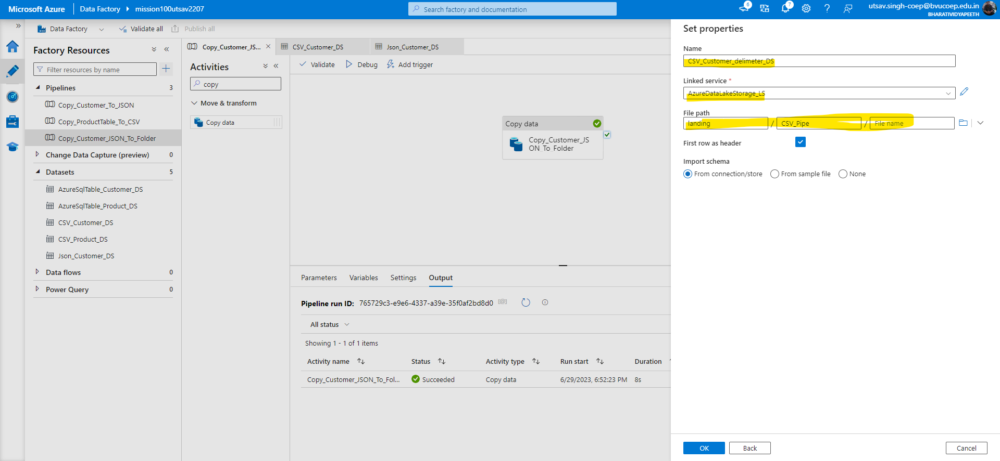 Microsoft Azure
Data Factory
mission100utsav2207
Search factory and documentation
6
7
utsav.singh-coep@bvucoep.edu.in
BHARATIVIDYAPEETH
Data Factory
Validate all
Publish all
Factory Resources
Filter resources by name
Pipelines 3
Copy_Customer_To_JSON
Copy_ProductTable_To_CSV
Copy_Customer_JSON_To_Folder
Change Data Capture (preview) 0
Datasets 5
AzureSqlTable_Customer_DS
AzureSqlTable_Product_DS
CSV_Customer_DS
CSV_Product_DS
Json_Customer_DS
Data flows 0
Power Query 0
Copy_Customer_JS...
CSV_Customer_DS
Json_Customer_DS
Activities
copy
Move & transform
Copy data
Validate
Debug
Add trigger
Copy data
Copy_Customer_JS
ON_To_Folder
Parameters
Variables
Settings
Output
Pipeline run ID: 765729c3-e9e6-4337-a39e-35f0af2bd8d0
All status
Showing 1 - 1 of 1 items
Activity name Status Activity type Run start Duration
Copy_Customer_JSON_To_Fol... Succeeded Copy data 6/29/2023, 6:52:23 PM 8s
Set properties
Name
CSV_Customer_delimeter_DS
Linked service *
AzureDataLakeStorage_LS
File path
landing / CSV_Pipe / File name
First row as header
Import schema
From connection/store From sample file None
OK
Back
Cancel